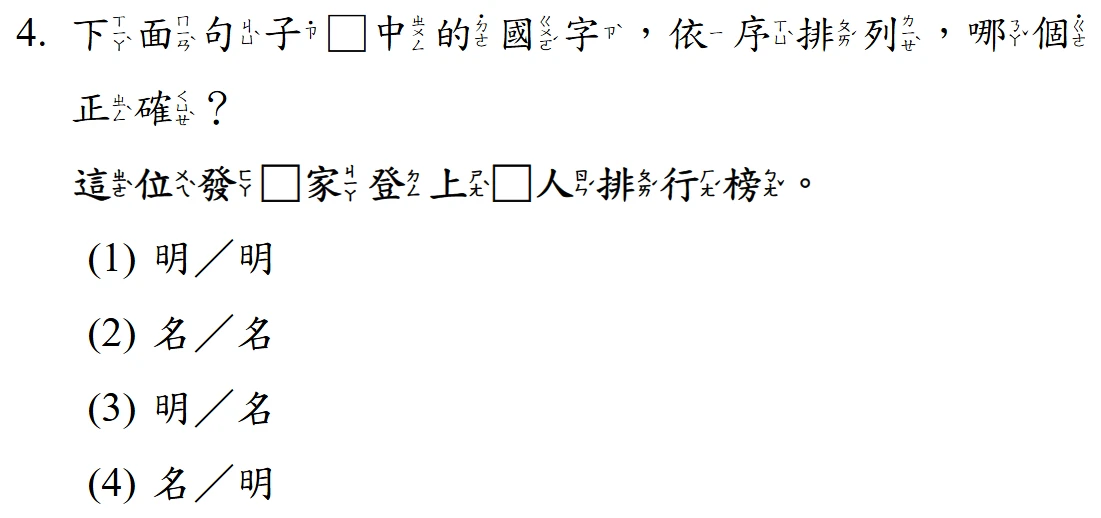 4. 下面句子□中的國字，依序排列，哪個
正確？
這位發□家登上□人排行榜。
(1) 明／明
(2) 名／名
(3) 明／名
(4) 名／明